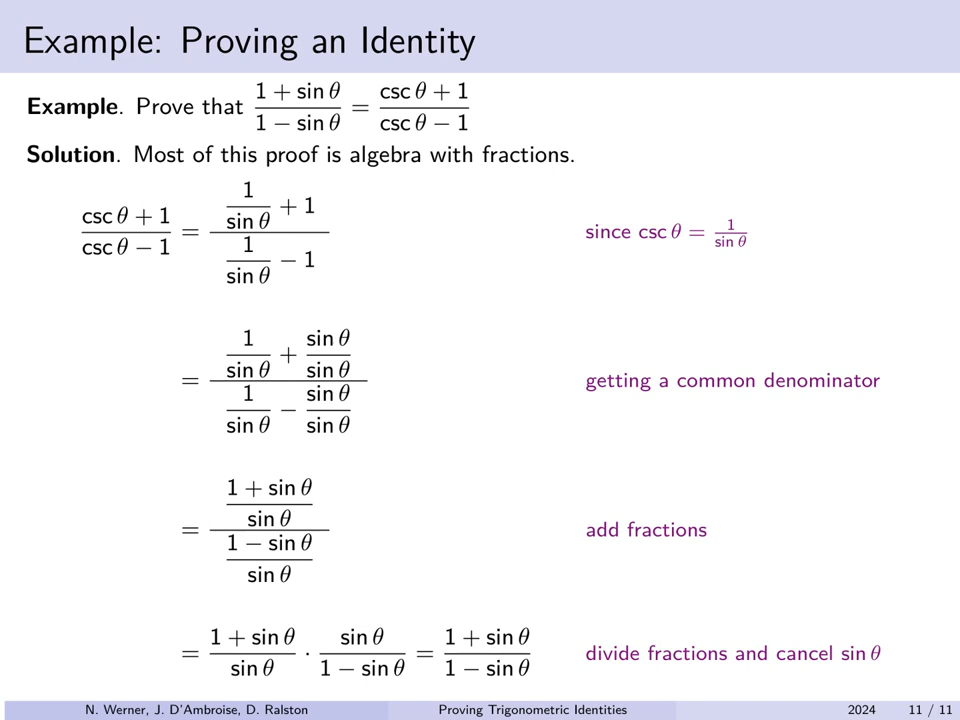 Example: Proving an Identity
Example. Prove that (1 + sin θ)/(1 − sin θ) = (csc θ + 1)/(csc θ − 1)
Solution. Most of this proof is algebra with fractions.
(csc θ + 1)/(csc θ − 1) = (1/sin θ + 1)/(1/sin θ − 1) since csc θ = 1/sin θ
= (1/sin θ + sin θ/sin θ)/(1/sin θ − sin θ/sin θ) getting a common denominator
= ((1 + sin θ)/sin θ)/((1 − sin θ)/sin θ) add fractions
= (1 + sin θ)/sin θ · sin θ/(1 − sin θ) = (1 + sin θ)/(1 − sin θ) divide fractions and cancel sin θ
N. Werner, J. D'Ambroise, D. Ralston Proving Trigonometric Identities 2024 11 / 11